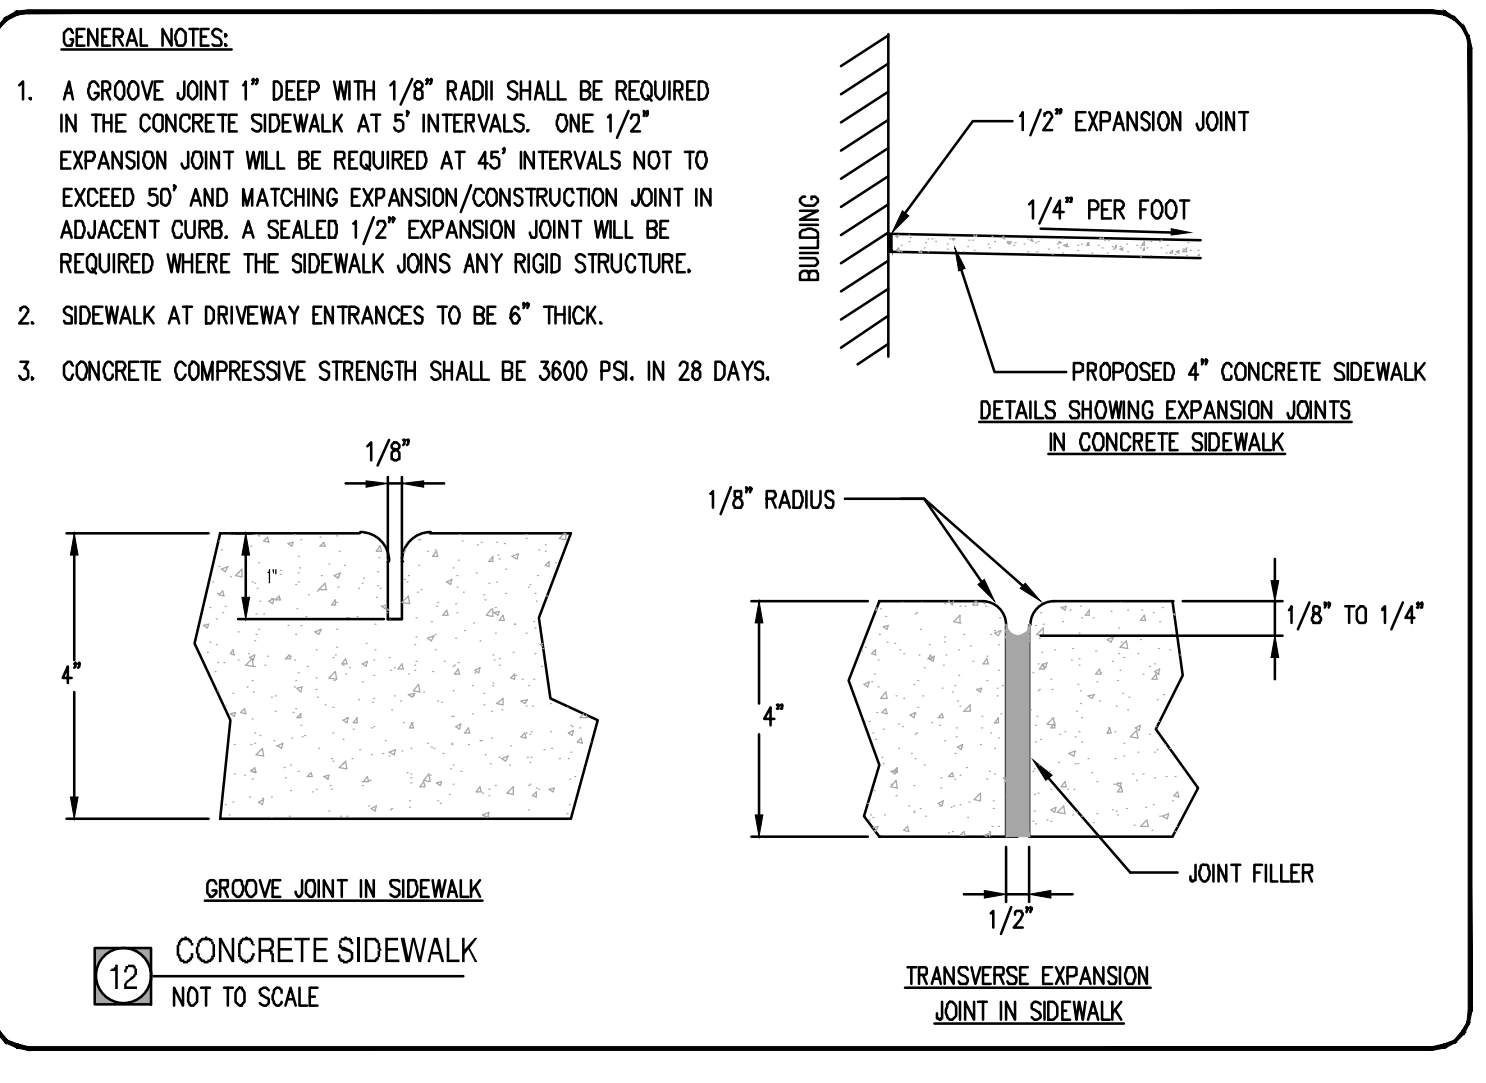 GENERAL NOTES:
1. A GROOVE JOINT 1" DEEP WITH 1/8" RADII SHALL BE REQUIRED
IN THE CONCRETE SIDEWALK AT 5' INTERVALS. ONE 1/2"
EXPANSION JOINT WILL BE REQUIRED AT 45' INTERVALS NOT TO
EXCEED 50' AND MATCHING EXPANSION/CONSTRUCTION JOINT IN
ADJACENT CURB. A SEALED 1/2" EXPANSION JOINT WILL BE
REQUIRED WHERE THE SIDEWALK JOINS ANY RIGID STRUCTURE.
2. SIDEWALK AT DRIVEWAY ENTRANCES TO BE 6" THICK.
3. CONCRETE COMPRESSIVE STRENGTH SHALL BE 3600 PSI. IN 28 DAYS.
BUILDING
1/2" EXPANSION JOINT
1/4" PER FOOT
PROPOSED 4" CONCRETE SIDEWALK
DETAILS SHOWING EXPANSION JOINTS
IN CONCRETE SIDEWALK
1/8"
1"
4"
GROOVE JOINT IN SIDEWALK
1/8" RADIUS
1/8" TO 1/4"
4"
JOINT FILLER
1/2"
TRANSVERSE EXPANSION
JOINT IN SIDEWALK
12
CONCRETE SIDEWALK
NOT TO SCALE